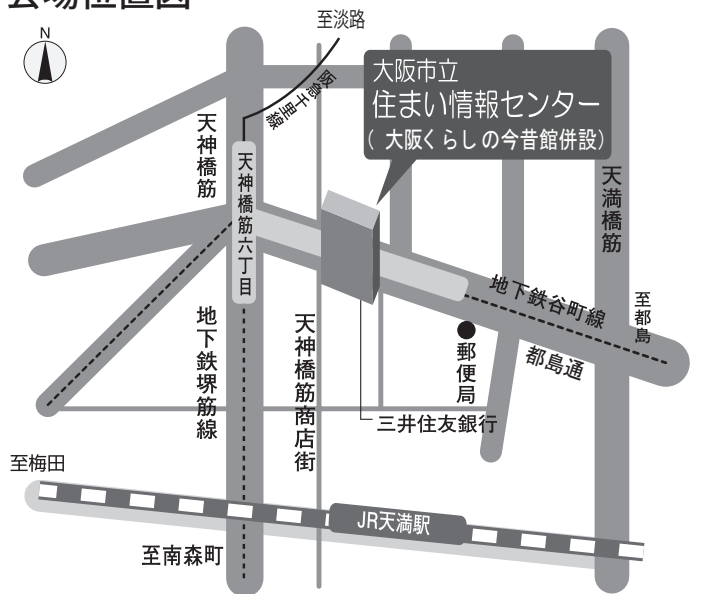 会場位置図
至淡路
N
阪急千里線
大阪市立
住まい情報センター
(大阪くらしの今昔館併設)
天神橋筋
天神橋筋六丁目
天満橋筋
地下鉄谷町線
至都島
都島通
郵便局
地下鉄堺筋線
天神橋筋商店街
三井住友銀行
至梅田
JR天満駅
至南森町